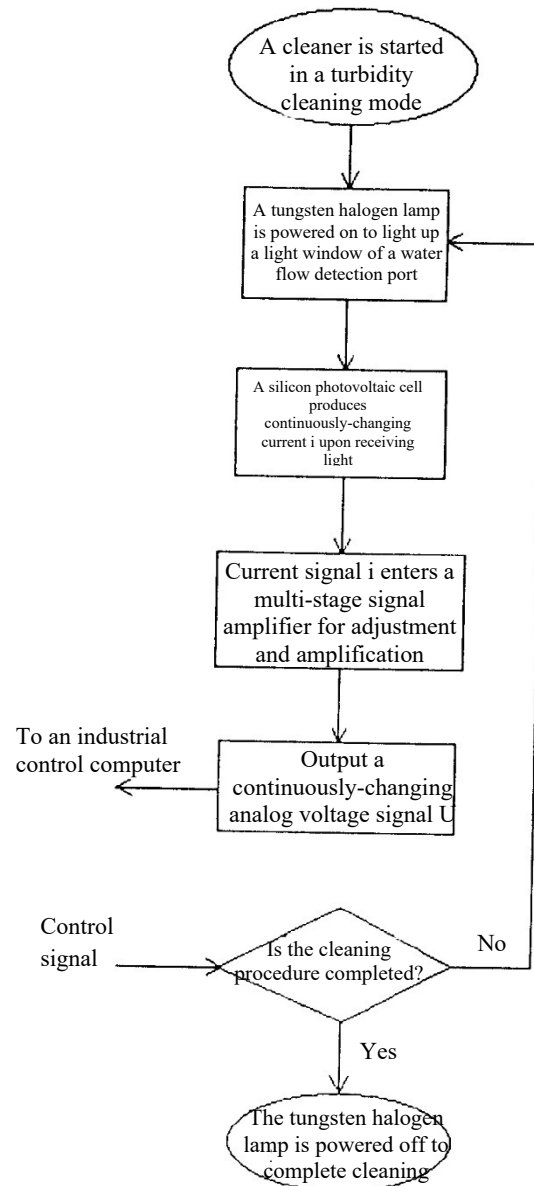 A cleaner is started
in a turbidity
cleaning mode
A tungsten halogen lamp
is powered on to light up
a light window of a water
flow detection port
A silicon photovoltaic cell
produces
continuously-changing
current i upon receiving
light
Current signal i enters a
multi-stage signal
amplifier for adjustment
and amplification
To an industrial
control computer
Output a
continuously-changing
analog voltage signal U
Control
signal
Is the cleaning
procedure completed?
No
Yes
The tungsten halogen
lamp is powered off to
complete cleaning